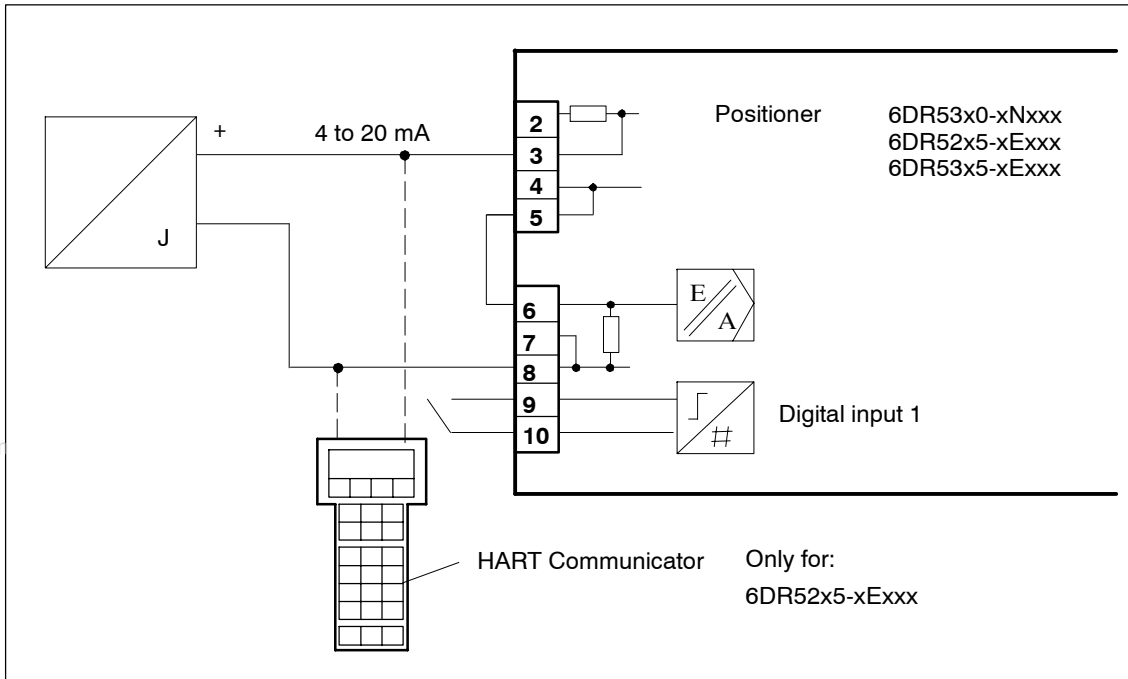 +
4 to 20 mA
J
2
3
4
5
6
7
8
9
10
Positioner 6DR53x0-xNxxx
6DR52x5-xExxx
6DR53x5-xExxx
E
A
#
Digital input 1
HART Communicator
Only for:
6DR52x5-xExxx